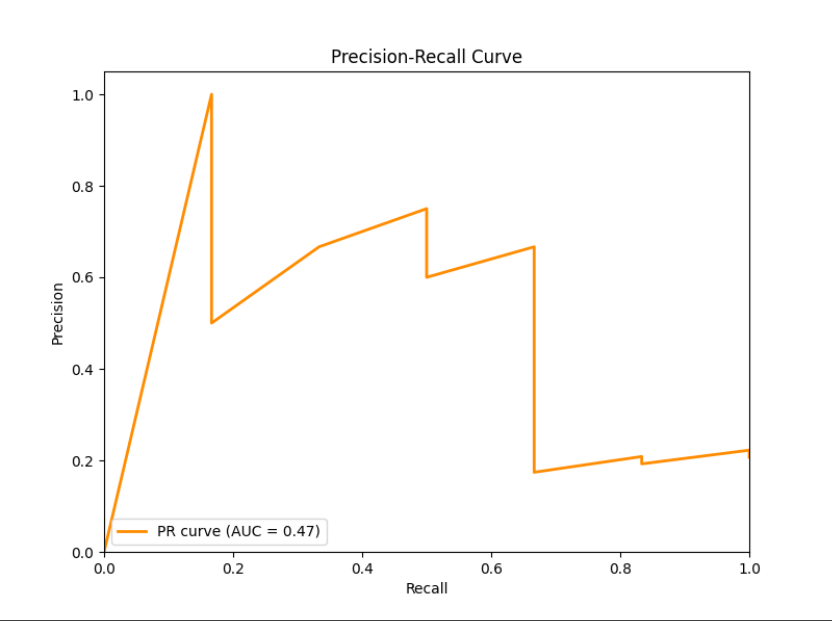 Precision-Recall Curve
1.0
0.8
0.6
0.4
0.2
0.0
Precision
PR curve (AUC = 0.47)
0.0 0.2 0.4 0.6 0.8 1.0
Recall